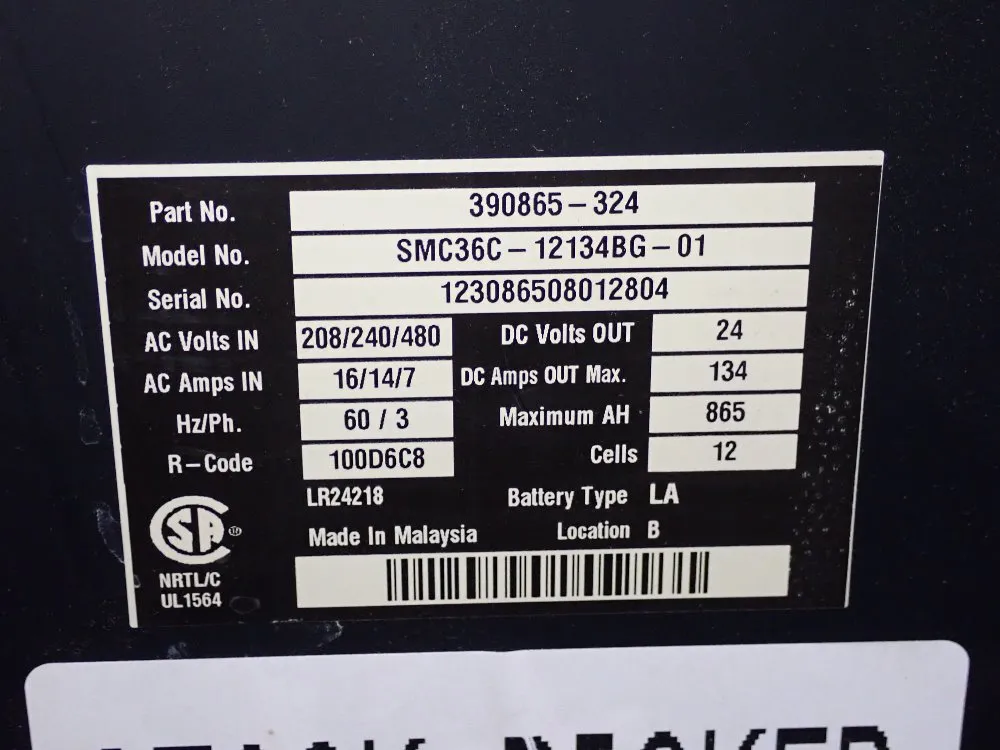 Part No. 390865-324
Model No. SMC36C-12134BG-01
Serial No. 123086508012804
AC Volts IN 208/240/480 DC Volts OUT 24
AC Amps IN 16/14/7 DC Amps OUT Max. 134
Hz/Ph. 60 / 3 Maximum AH 865
R-Code 100D6C8 Cells 12
LR24218 Battery Type LA
Made In Malaysia Location B
NRTL/C
UL1564